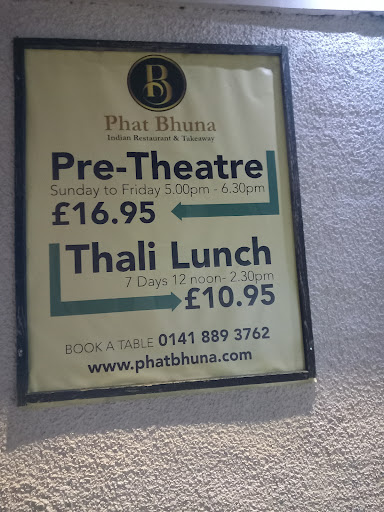 B
Phat Bhuna
Indian Restaurant & Takeaway
Pre-Theatre
Sunday to Friday 5.00pm - 6.30pm
£16.95
Thali Lunch
7 Days 12 noon- 2.30pm
£10.95
BOOK A TABLE 0141 889 3762
www.phatbhuna.com